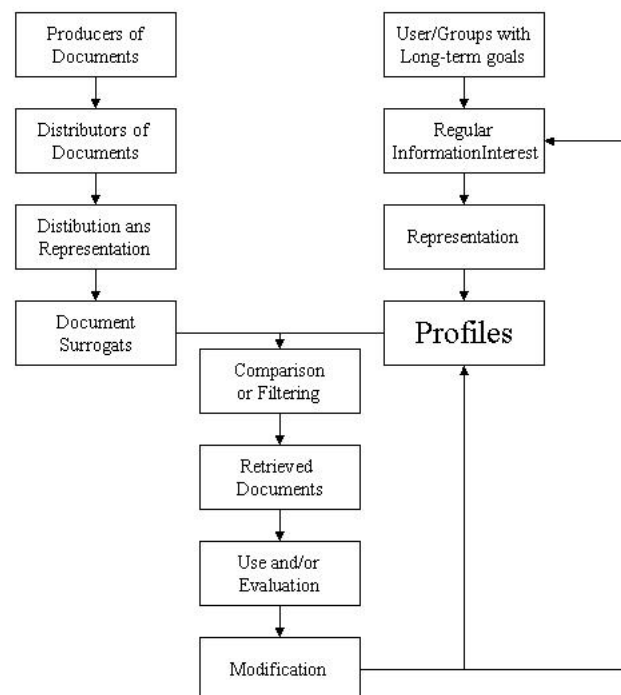 Producers of
Documents
User/Groups with
Long-term goals
Distributors of
Documents
Regular
InformationInterest
Distibution ans
Representation
Representation
Document
Surrogats
Profiles
Comparison
or Filtering
Retrieved
Documents
Use and/or
Evaluation
Modification